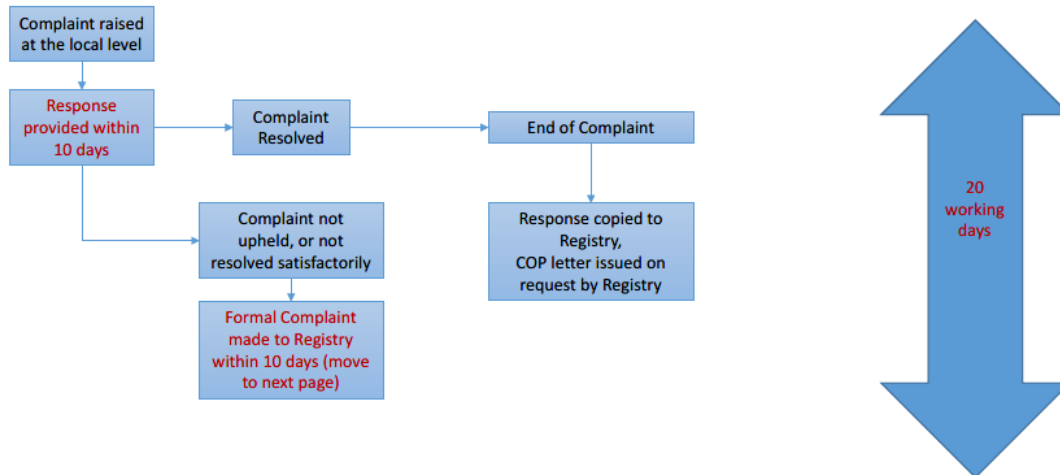 Complaint raised
at the local level
Response
provided within
10 days
Complaint
Resolved
End of Complaint
Complaint not
upheld, or not
resolved satisfactorily
Response copied to
Registry,
COP letter issued on
request by Registry
Formal Complaint
made to Registry
within 10 days (move
to next page)
20
working
days